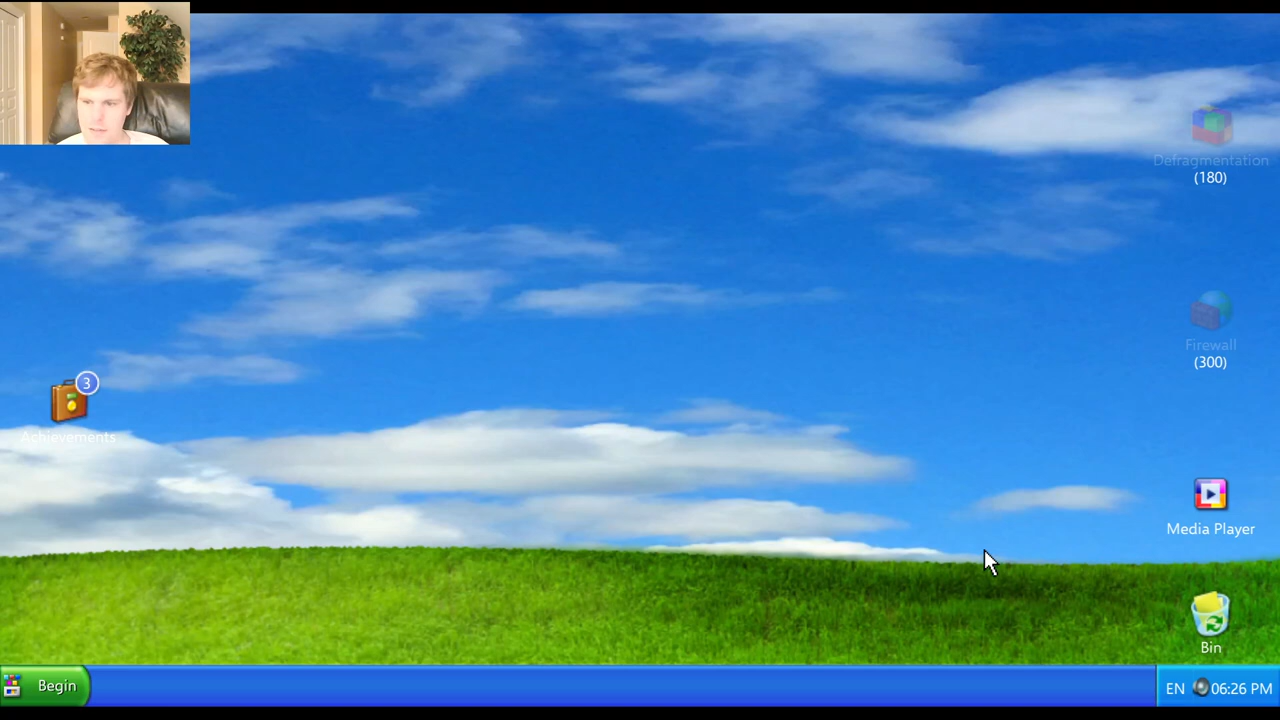 Defragmentation
(180)
Firewall
(300)
3
Achievements
Media Player
Bin
Begin
EN 06:26 PM